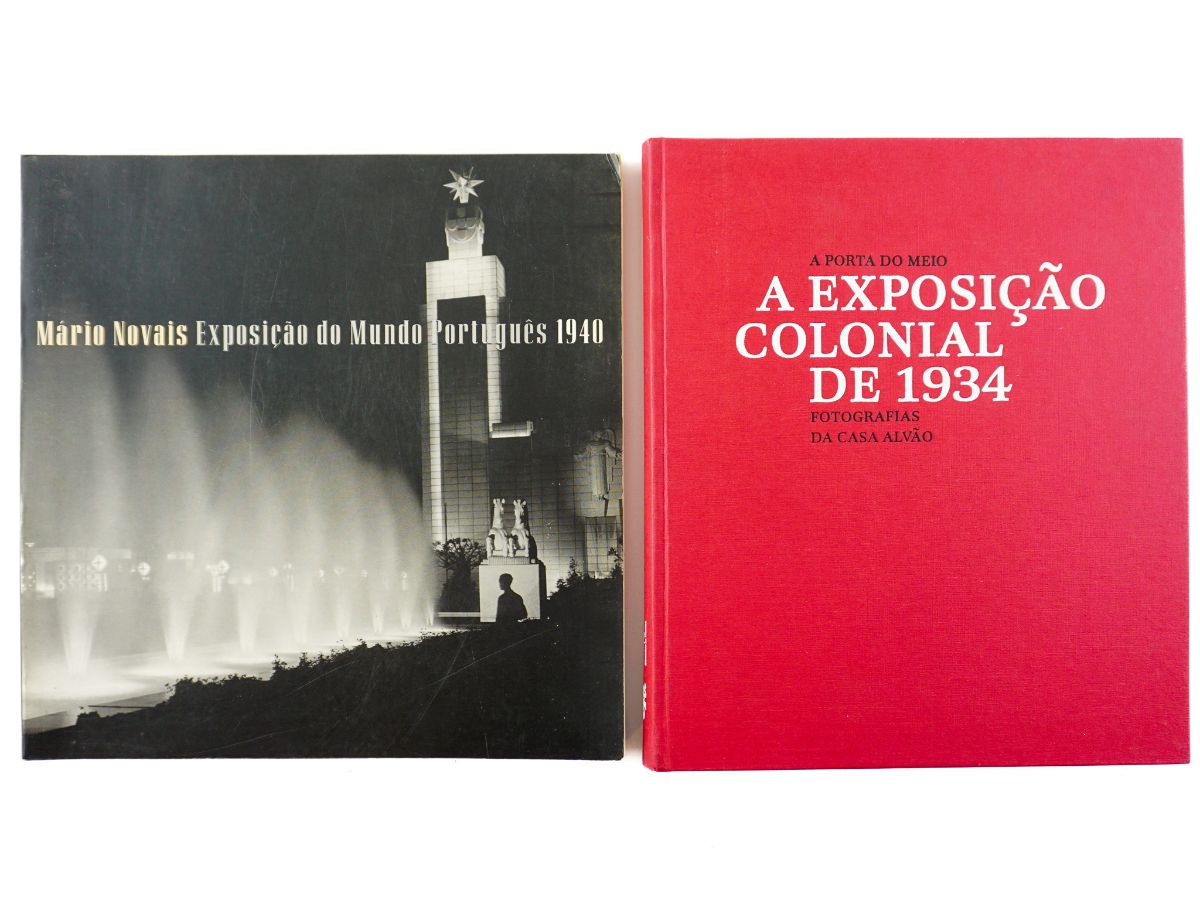 Mário Novais Exposição do Mundo Português 1940
A PORTA DO MEIO
A EXPOSIÇÃO
COLONIAL
DE 1934
FOTOGRAFIAS
DA CASA ALVÃO